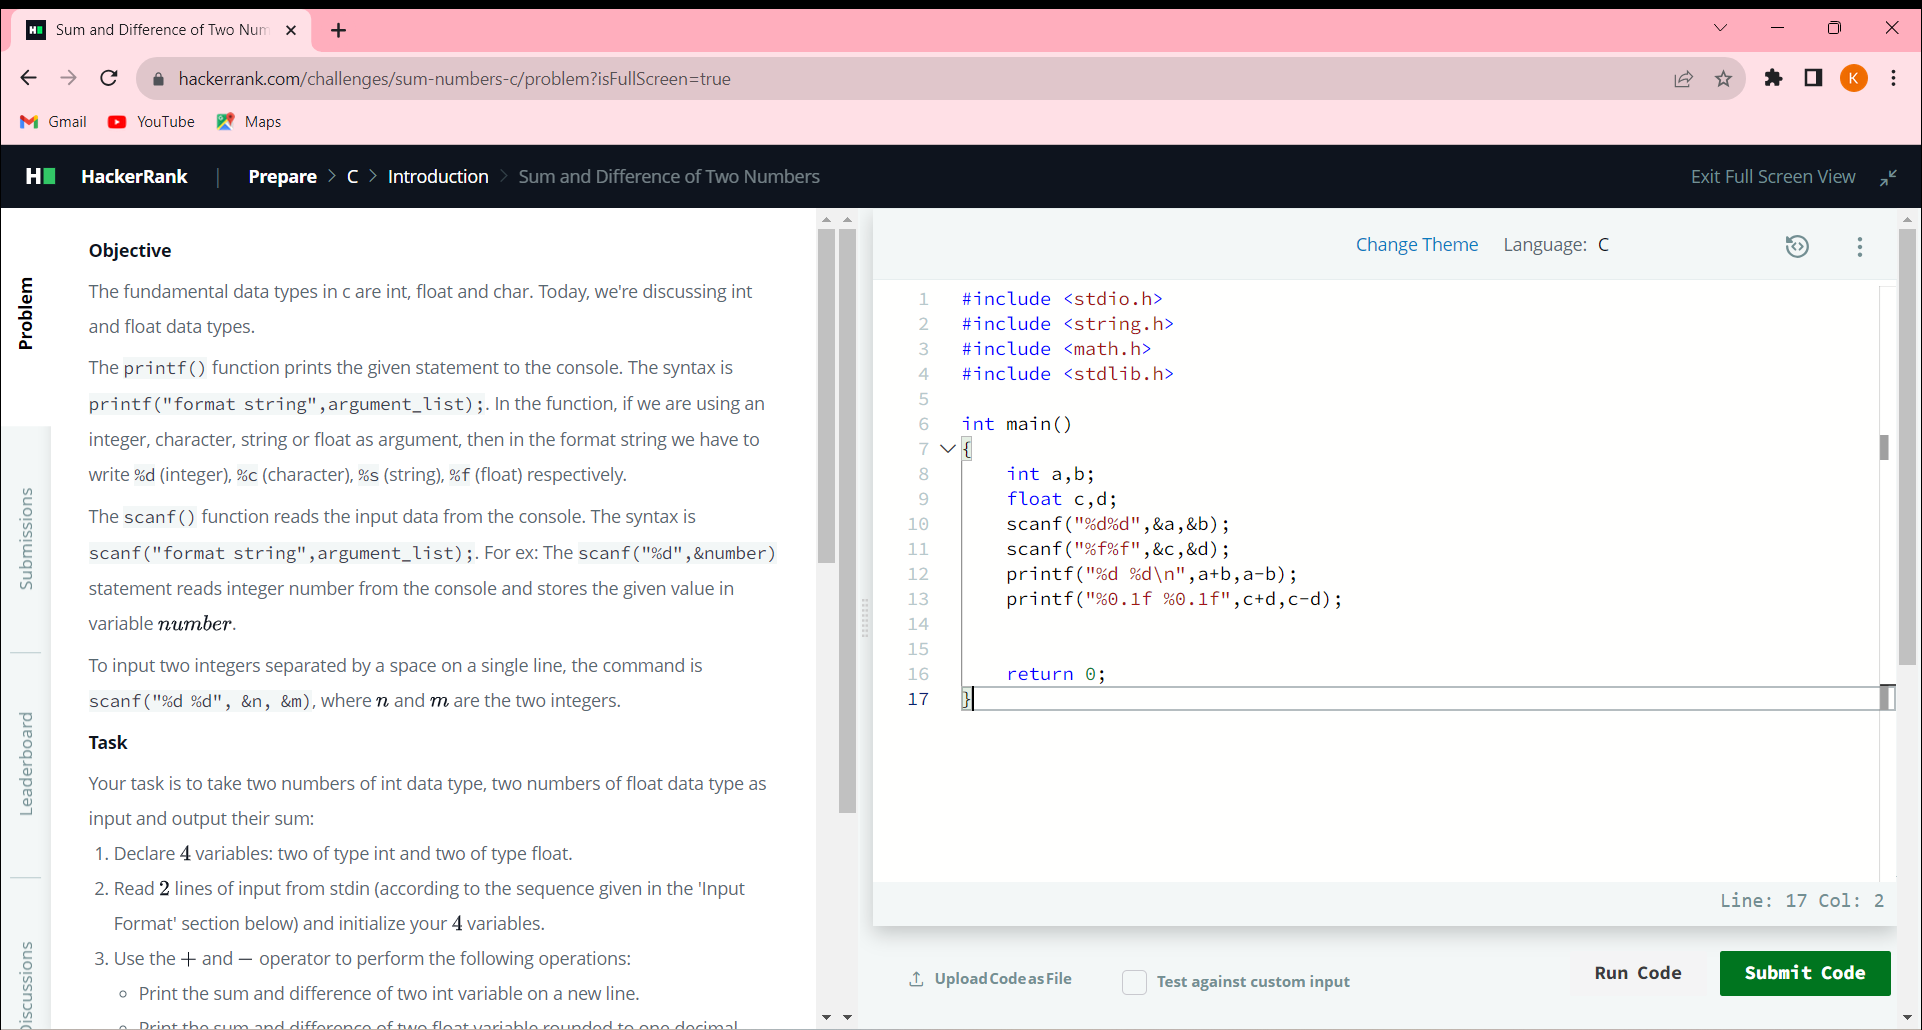 Sum and Difference of Two Num
hackerrank.com/challenges/sum-numbers-c/problem?isFullScreen=true
K
Gmail YouTube Maps
H HackerRank | Prepare > C > Introduction > Sum and Difference of Two Numbers Exit Full Screen View
Problem
Submissions
Leaderboard
Discussions
Objective
The fundamental data types in c are int, float and char. Today, we're discussing int
and float data types.
The printf() function prints the given statement to the console. The syntax is
printf("format string",argument_list);. In the function, if we are using an
integer, character, string or float as argument, then in the format string we have to
write %d (integer), %c (character), %s (string), %f (float) respectively.
The scanf() function reads the input data from the console. The syntax is
scanf("format string",argument_list);. For ex: The scanf("%d",&number)
statement reads integer number from the console and stores the given value in
variable number.
To input two integers separated by a space on a single line, the command is
scanf("%d %d", &n, &m), where n and m are the two integers.
Task
Your task is to take two numbers of int data type, two numbers of float data type as
input and output their sum:
1. Declare 4 variables: two of type int and two of type float.
2. Read 2 lines of input from stdin (according to the sequence given in the 'Input
Format' section below) and initialize your 4 variables.
3. Use the + and − operator to perform the following operations:
Print the sum and difference of two int variable on a new line.
Print the sum and difference of two float variable rounded to one decimal
Change Theme Language: C
1 #include <stdio.h>
2 #include <string.h>
3 #include <math.h>
4 #include <stdlib.h>
5
6 int main()
7 {
8 int a,b;
9 float c,d;
10 scanf("%d%d",&a,&b);
11 scanf("%f%f",&c,&d);
12 printf("%d %d\n",a+b,a-b);
13 printf("%0.1f %0.1f",c+d,c-d);
14
15
16 return 0;
17 }
Line: 17 Col: 2
Upload Code as File Test against custom input Run Code Submit Code